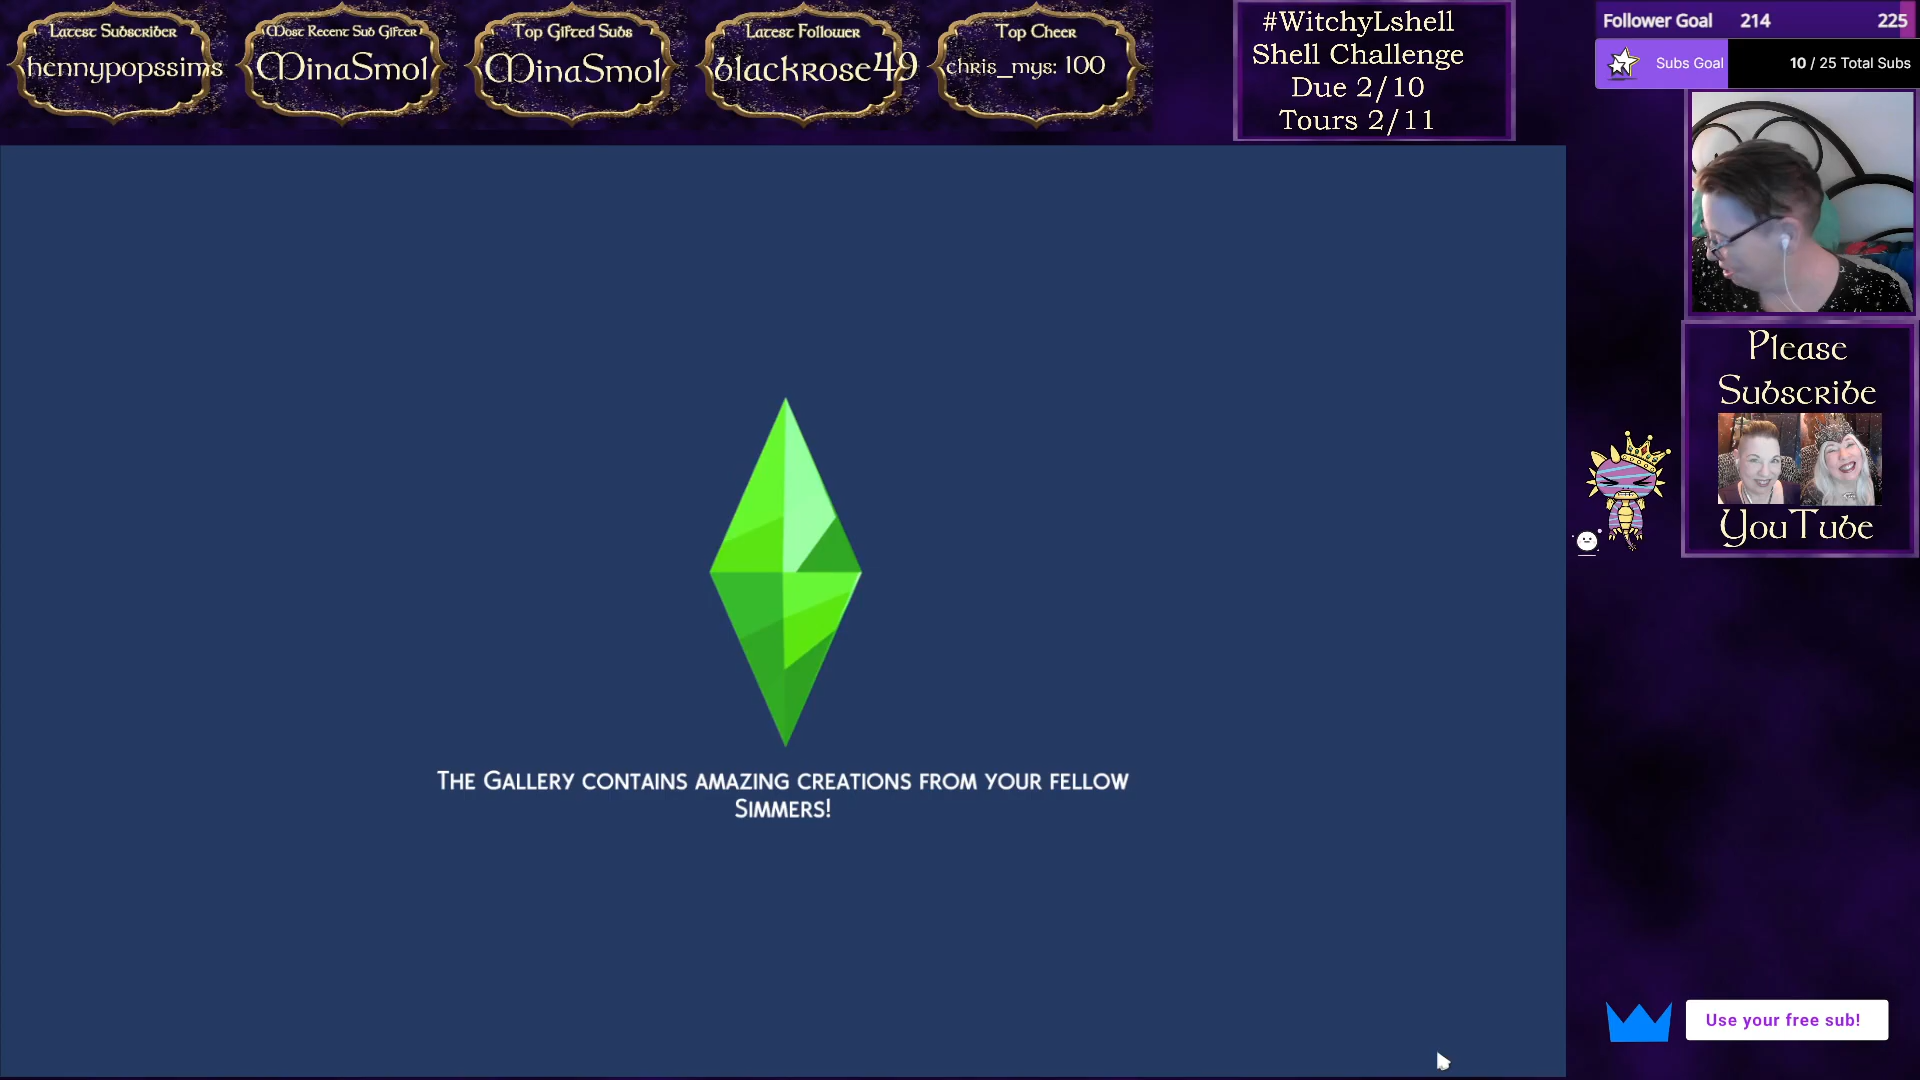 Latest Subscriber
hennypopssims
Most Recent Sub Gifter
MinaSmol
Top Gifted Subs
MinaSmol
Latest Follower
blackrose49
Top Cheer
chris_mys: 100
#WitchyLshell
Shell Challenge
Due 2/10
Tours 2/11
Follower Goal 214 225
Subs Goal 10 / 25 Total Subs
Please
Subscribe
YouTube
The Gallery contains amazing creations from your fellow
Simmers!
Use your free sub!